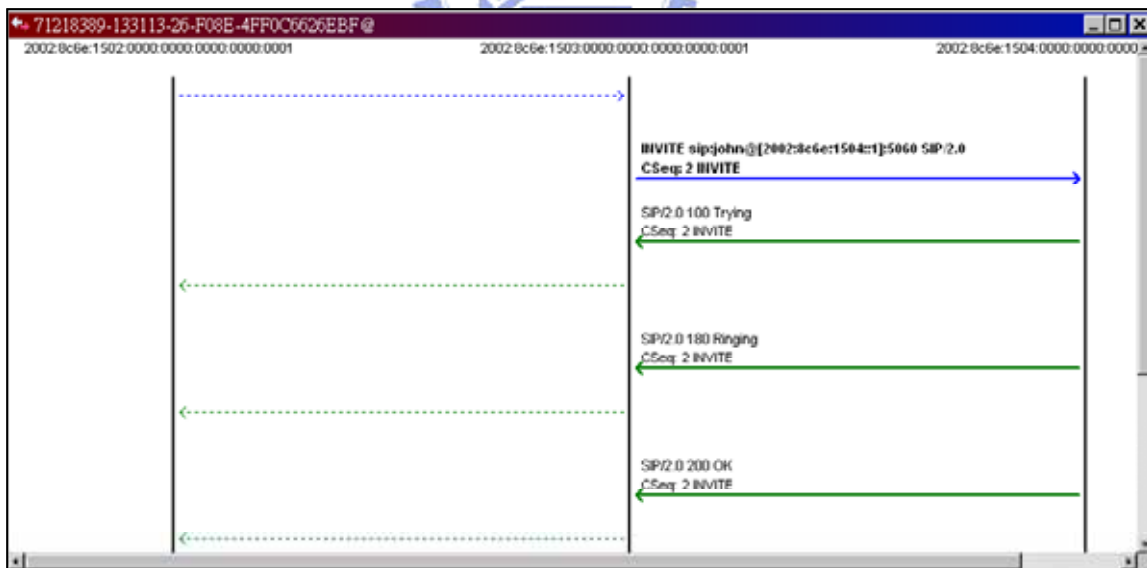 71218389-133113-26-F08E-4FF0C6626EBF@
2002:8c6e:1502:0000:0000:0000:0000:0001
2002:8c6e:1503:0000:0000:0000:0000:0001
2002:8c6e:1504:0000:0000:0000
INVITE sip:john@[2002:8c6e:1504::1]:5060 SIP/2.0
CSeq: 2 INVITE
SIP/2.0 100 Trying
CSeq: 2 INVITE
SIP/2.0 180 Ringing
CSeq: 2 INVITE
SIP/2.0 200 OK
CSeq: 2 INVITE